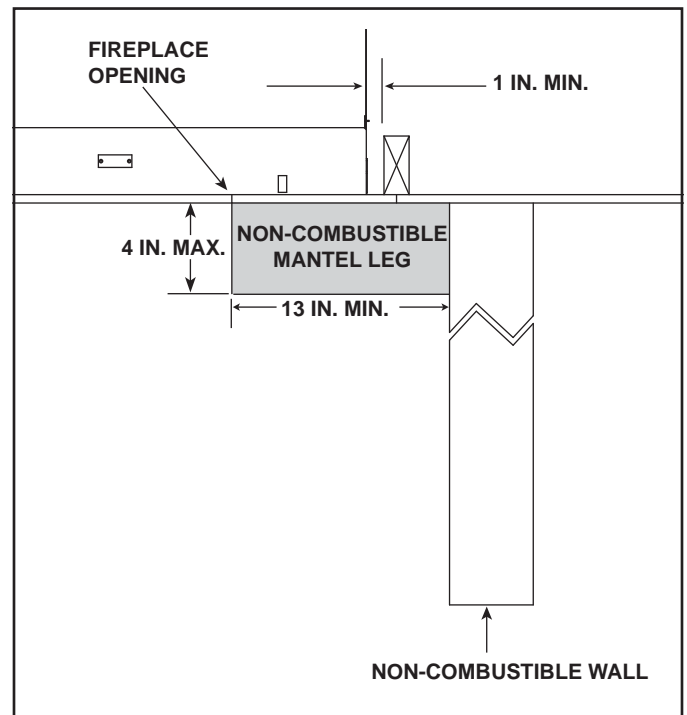 FIREPLACE
OPENING
1 IN. MIN.
4 IN. MAX.
NON-COMBUSTIBLE
MANTEL LEG
13 IN. MIN.
NON-COMBUSTIBLE WALL